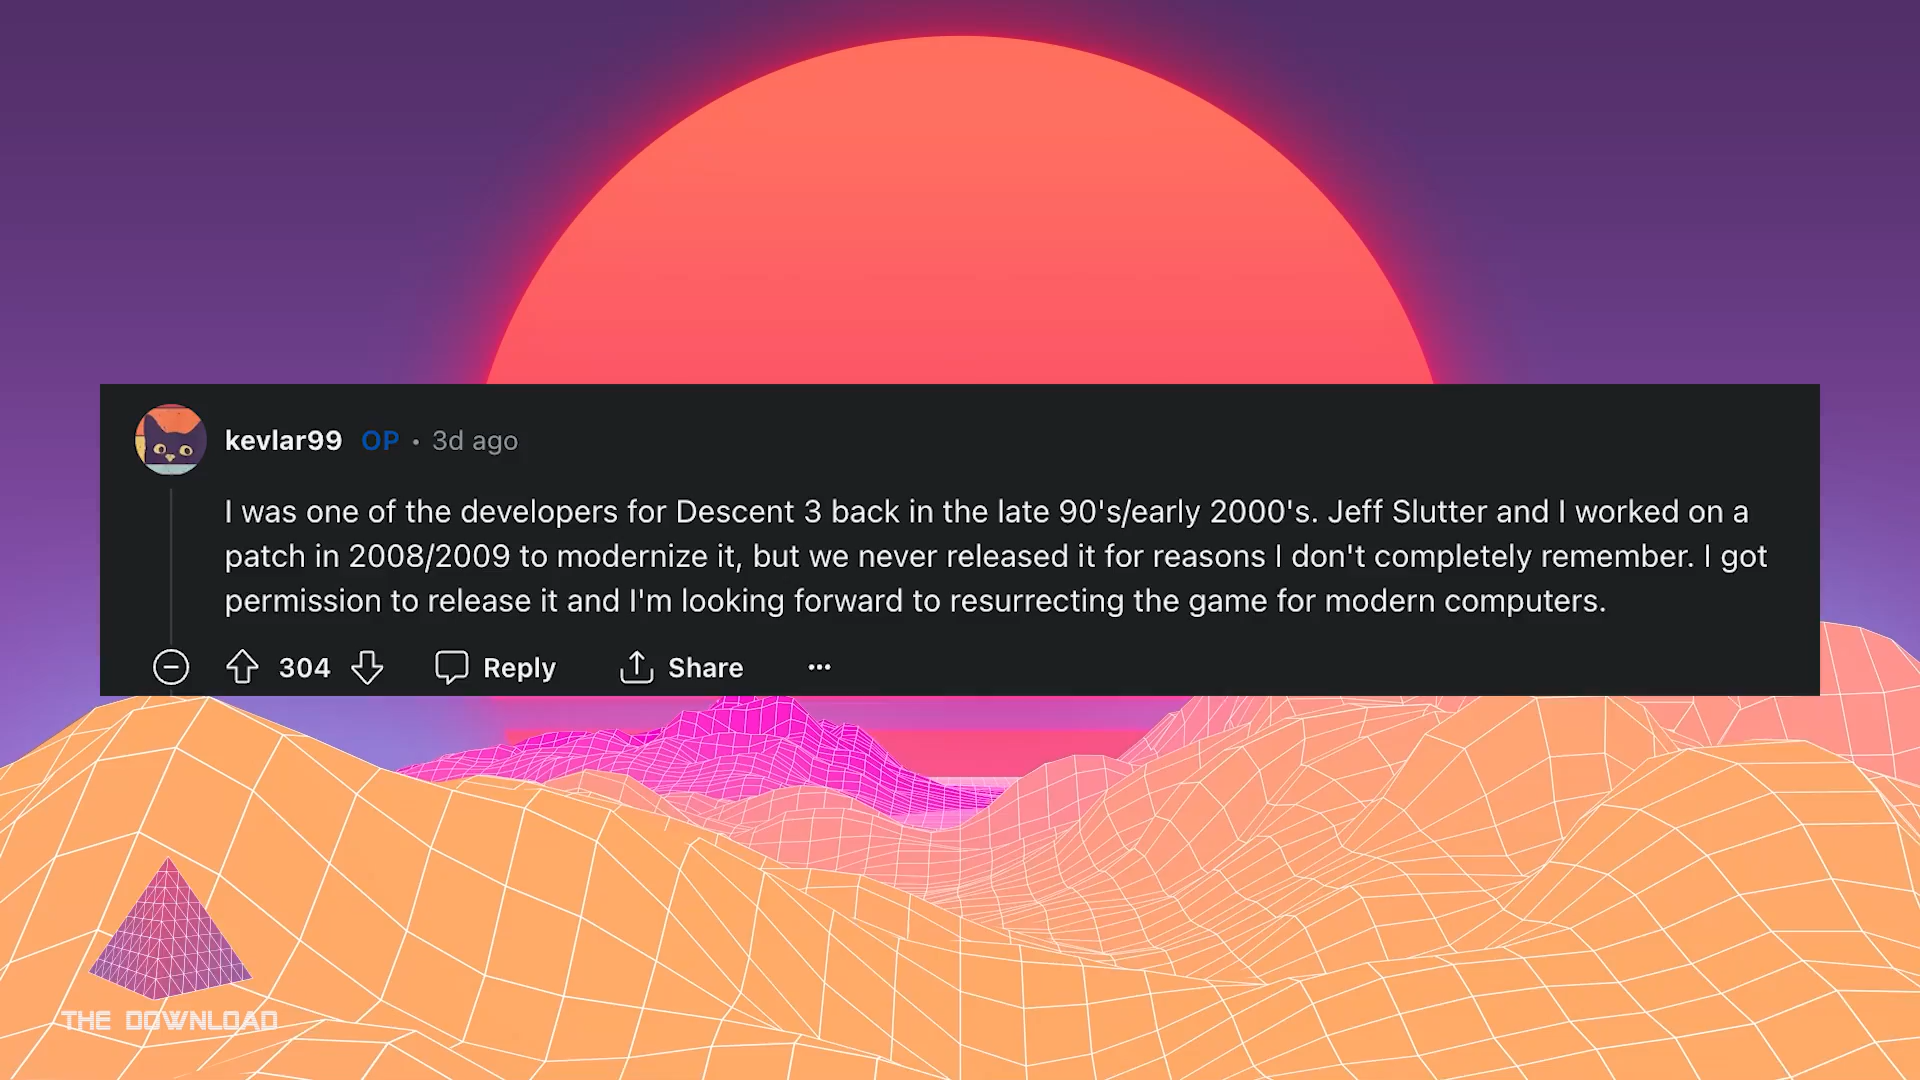 kevlar99 OP • 3d ago
I was one of the developers for Descent 3 back in the late 90's/early 2000's. Jeff Slutter and I worked on a
patch in 2008/2009 to modernize it, but we never released it for reasons I don't completely remember. I got
permission to release it and I'm looking forward to resurrecting the game for modern computers.
304 Reply Share ...
THE DOWNLOAD